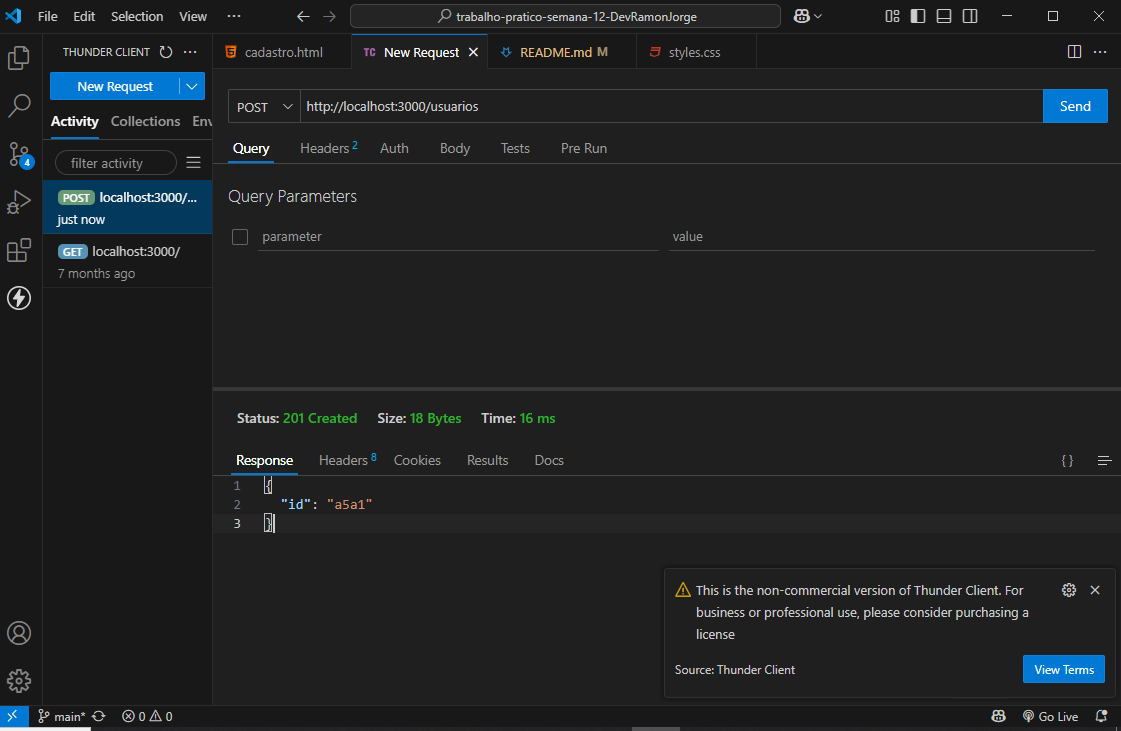 File Edit Selection View ··· trabalho-pratico-semana-12-DevRamonJorge
THUNDER CLIENT ···
New Request
Activity Collections Env
filter activity
POST localhost:3000/...
just now
GET localhost:3000/
7 months ago
cadastro.html TC New Request README.md M styles.css ···
POST http://localhost:3000/usuarios Send
Query Headers 2 Auth Body Tests Pre Run
Query Parameters
parameter value
Status: 201 Created Size: 18 Bytes Time: 16 ms
Response Headers 8 Cookies Results Docs { }
1 {
2 "id": "a5a1"
3 }
This is the non-commercial version of Thunder Client. For
business or professional use, please consider purchasing a
license
Source: Thunder Client View Terms
4
main* 0 0 Go Live